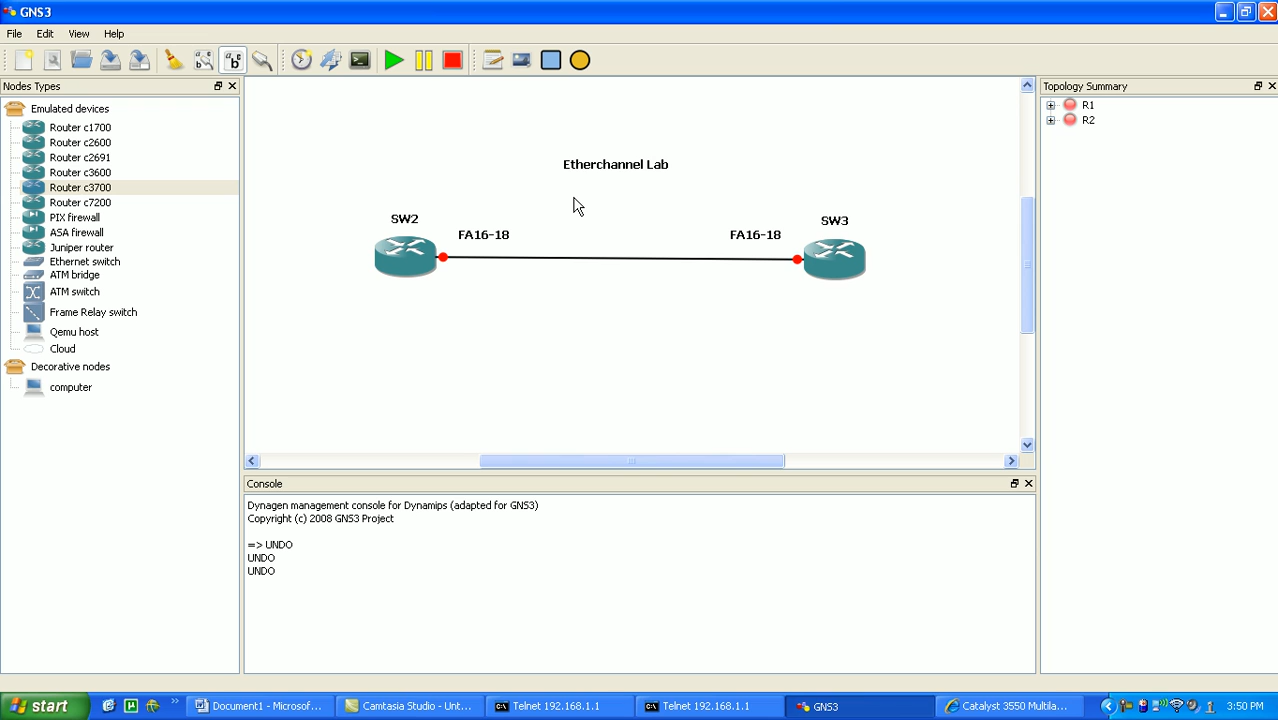 GNS3
File Edit View Help
Nodes Types
Emulated devices
Router c1700
Router c2600
Router c2691
Router c3600
Router c3700
Router c7200
PIX firewall
ASA firewall
Juniper router
Ethernet switch
ATM bridge
ATM switch
Frame Relay switch
Qemu host
Cloud
Decorative nodes
computer
Etherchannel Lab
SW2
SW3
FA16-18
FA16-18
Topology Summary
R1
R2
Console
Dynagen management console for Dynamips (adapted for GNS3)
Copyright (c) 2008 GNS3 Project
=> UNDO
UNDO
UNDO
start
Document1 - Microsof...
Camtasia Studio - Unt...
Telnet 192.168.1.1
Telnet 192.168.1.1
GNS3
Catalyst 3550 Multila...
3:50 PM